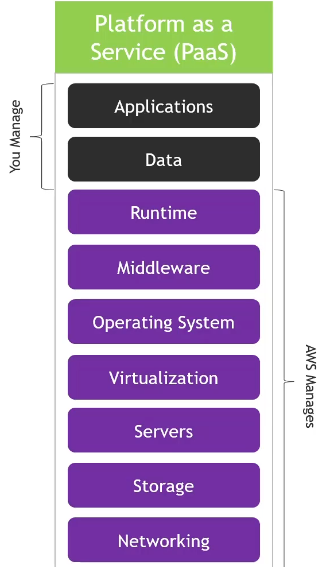 Platform as a
Service (PaaS)
You Manage
Applications
Data
Runtime
Middleware
Operating System
Virtualization
Servers
Storage
Networking
AWS Manages